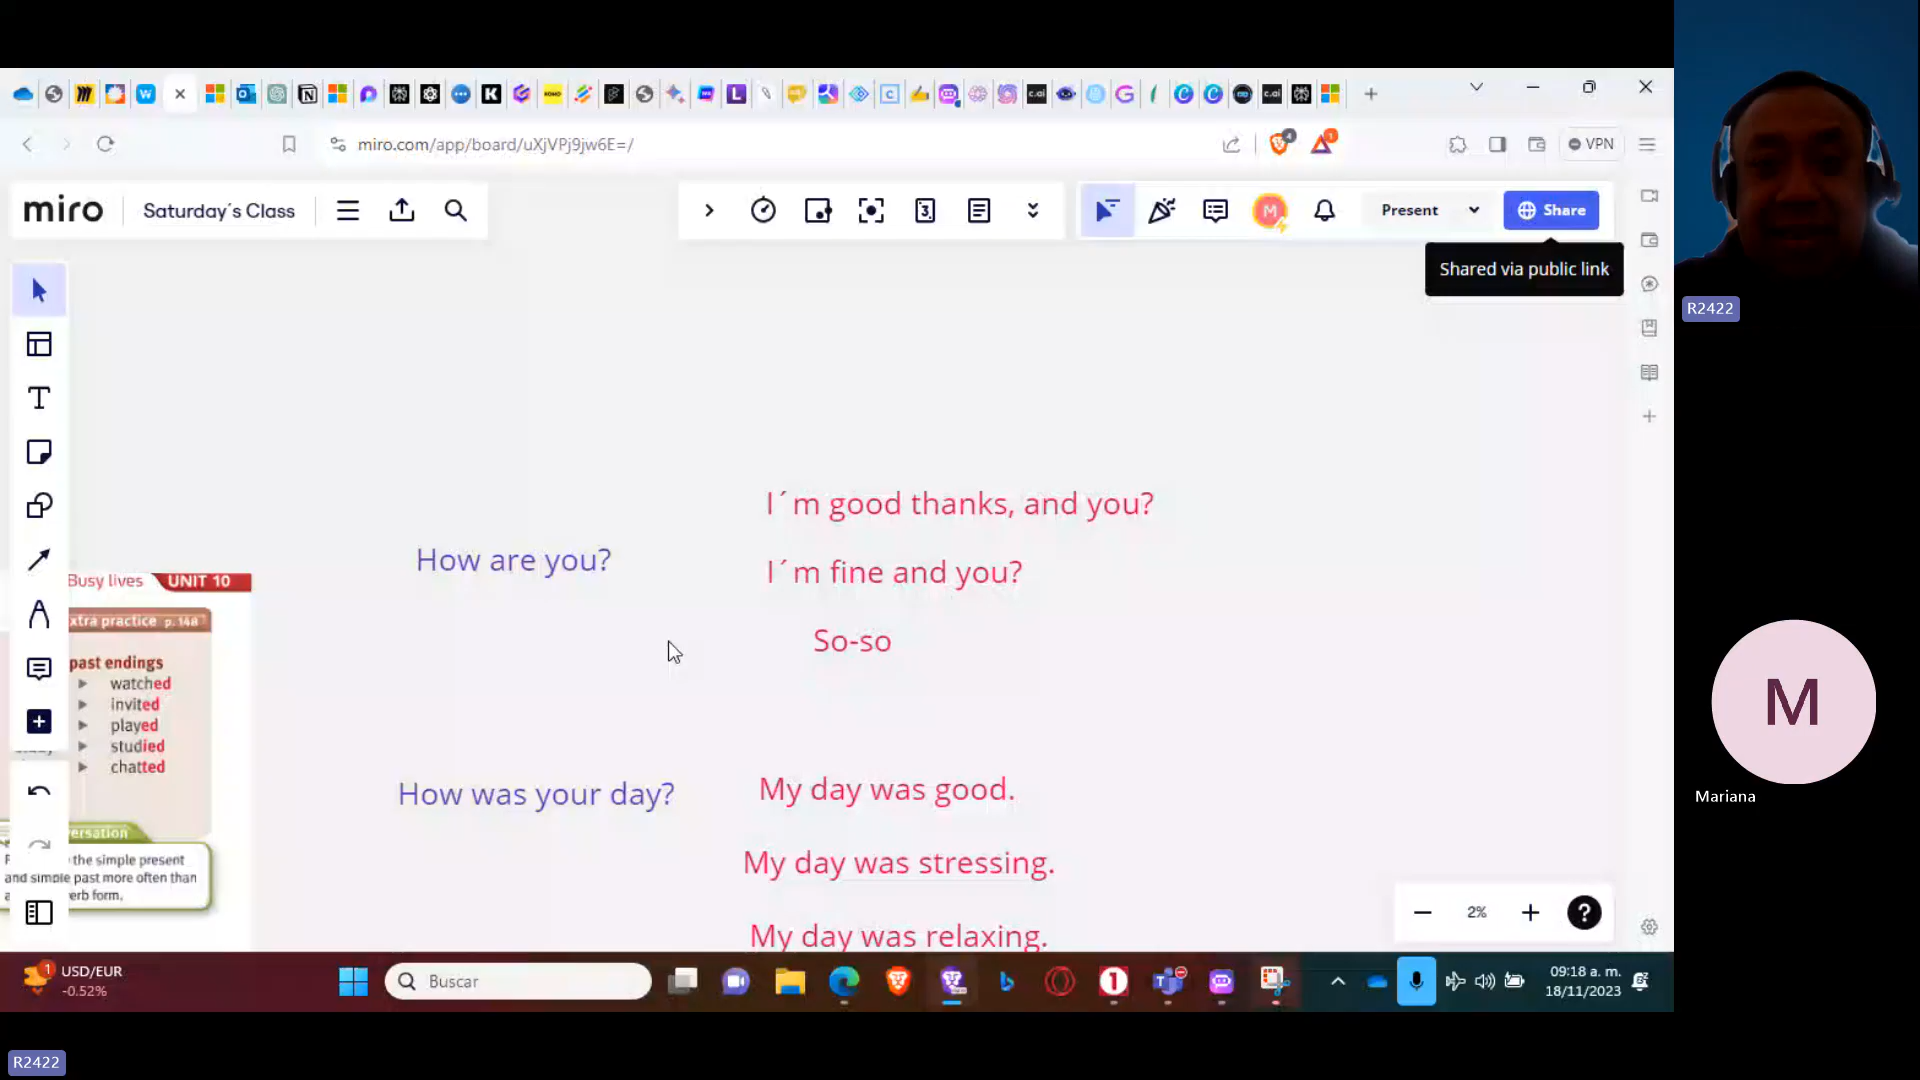 miro.com/app/board/uXjVPj9jw6E=/
VPN
miro
Saturday´s Class
Present
Share
Shared via public link
R2422
I´m good thanks, and you?
How are you?
I´m fine and you?
So-so
Busy lives UNIT 10
xtra practice p. 148
past endings
watched
invited
played
studied
chatted
ersation
the simple present
and simple past more often than
erb form.
How was your day?
My day was good.
My day was stressing.
My day was relaxing.
2%
M
Mariana
USD/EUR
-0.52%
Buscar
09:18 a. m.
18/11/2023
R2422